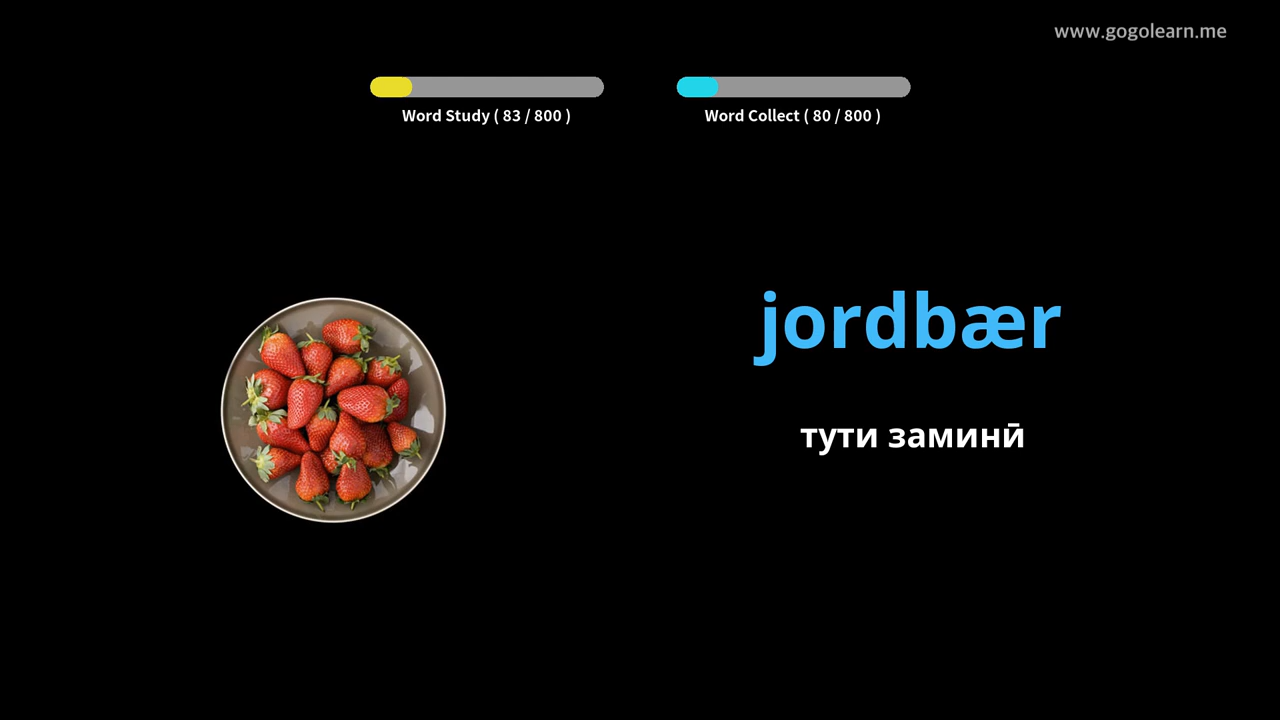 www.gogolearn.me
Word Study ( 83 / 800 )
Word Collect ( 80 / 800 )
jordbær
тути заминӣ